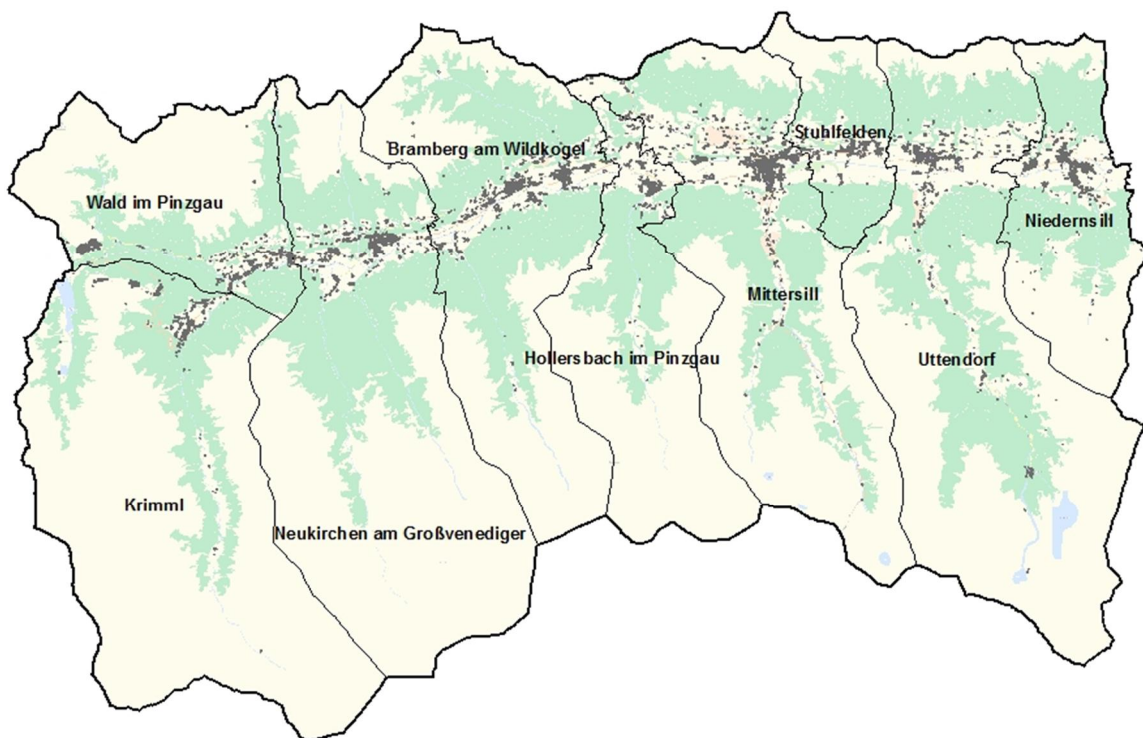 Stuhlfelden
Bramberg am Wildkogel
Wald im Pinzgau
Niedernsill
Mittersill
Hollersbach im Pinzgau
Uttendorf
Krimml
Neukirchen am Großvenediger